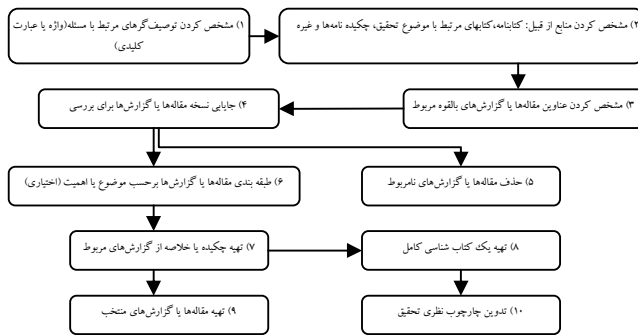 ۱) مشخص کردن توصیف‌گرهای مرتبط با مسئله(واژه یا عبارت
کلیدی)
۲) مشخص کردن منابع از قبیل: کتابنامه،کتابهای مرتبط با موضوع تحقیق، چکیده نامه‌ها و غیره
۳) مشخص کردن عناوین مقاله‌ها یا گزارش‌های بالقوه مربوط
۴) جایابی نسخه مقاله‌ها یا گزارش‌ها برای بررسی
۵) حذف مقاله‌ها یا گزارش‌های نامربوط
۶) طبقه بندی مقاله‌ها یا گزارش‌ها برحسب موضوع یا اهمیت (اختیاری)
۷) تهیه چکیده یا خلاصه از گزارش‌های مربوط
۸) تهیه یک کتاب شناسی کامل
۹) تهیه مقاله‌ها یا گزارش‌های منتخب
۱۰) تدوین چارچوب نظری تحقیق